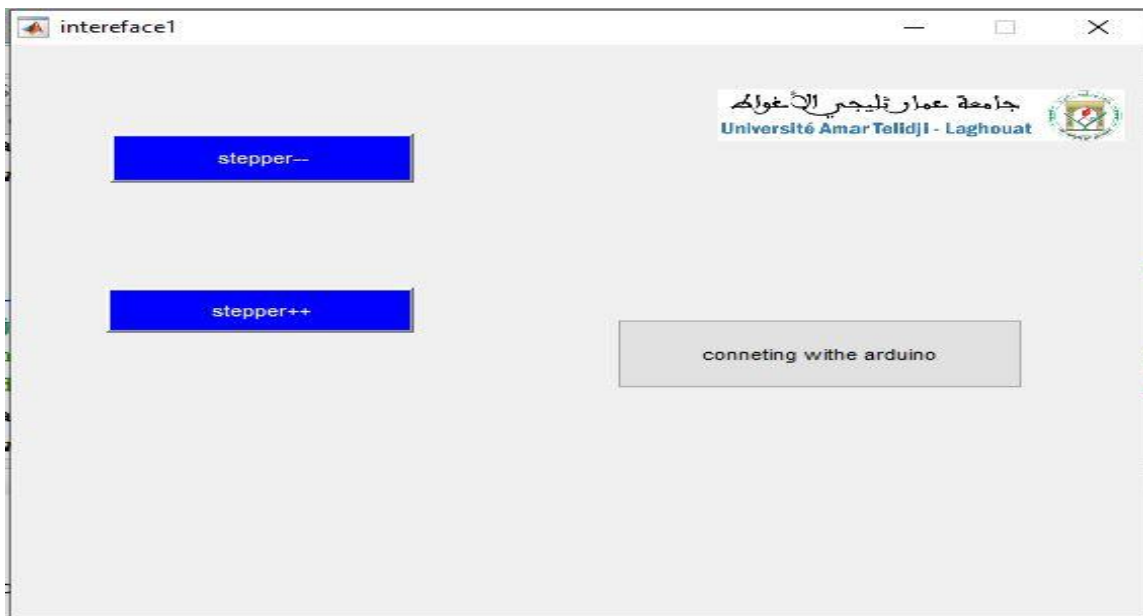 intereface1
جامعة عمار ثليجي الأغواط
Université Amar Telidji - Laghouat
stepper--
stepper++
conneting withe arduino